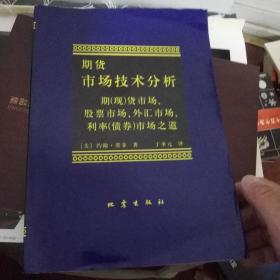 期货
市场技术分析
期(现)货市场,
股票市场,外汇市场,
利率(债券)市场之道
[美]约翰·墨菲 著 丁圣元 译
地震出版社